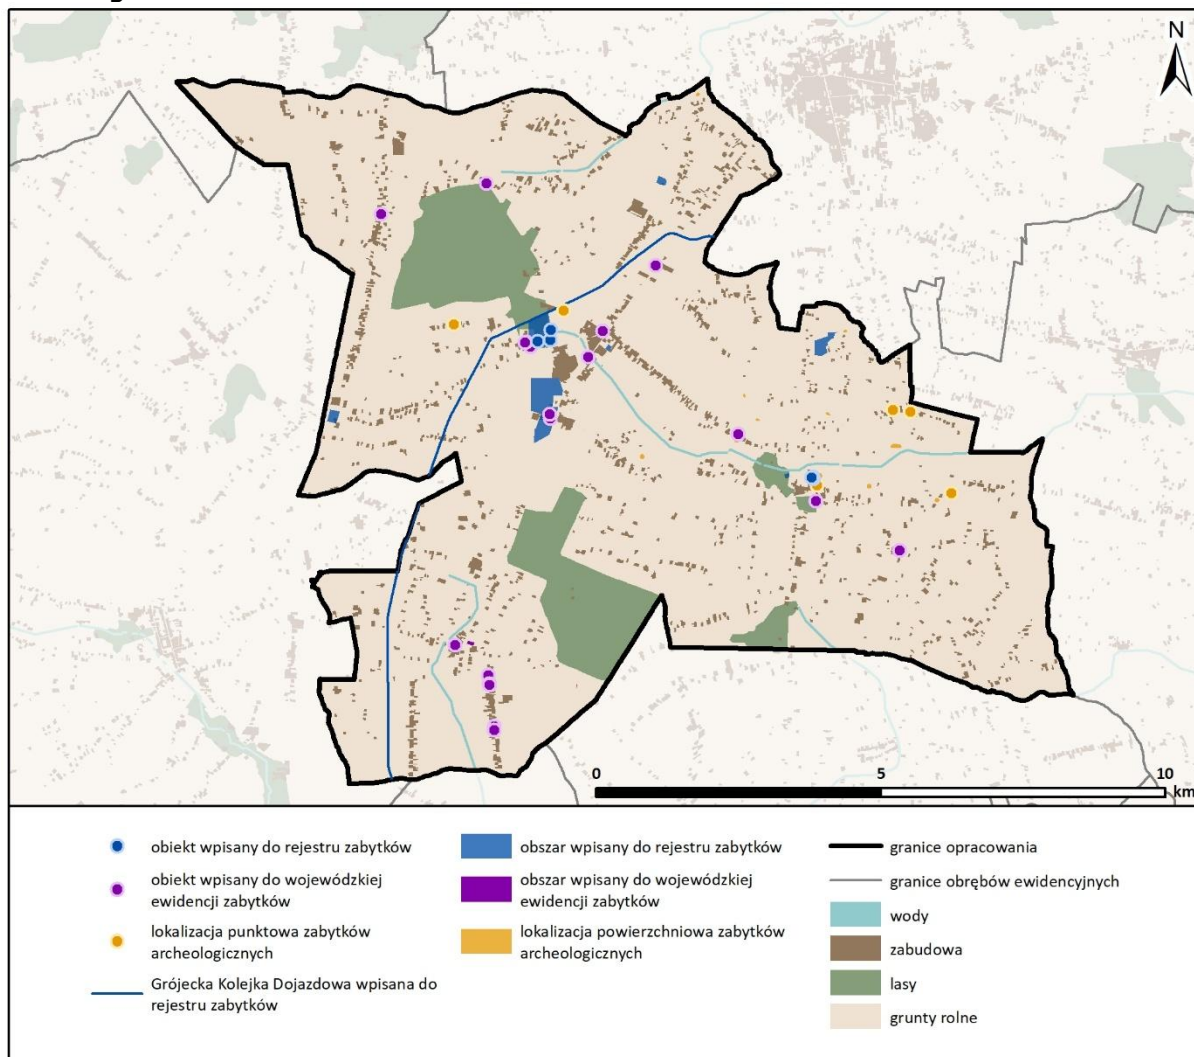 N
0 5 10
km
obiekt wpisany do rejestru zabytków
obiekt wpisany do wojewódzkiej
ewidencji zabytków
lokalizacja punktowa zabytków
archeologicznych
Grójecka Kolejka Dojazdowa wpisana do
rejestru zabytków
obszar wpisany do rejestru zabytków
obszar wpisany do wojewódzkiej
ewidencji zabytków
lokalizacja powierzchniowa zabytków
archeologicznych
granice opracowania
granice obrębów ewidencyjnych
wody
zabudowa
lasy
grunty rolne